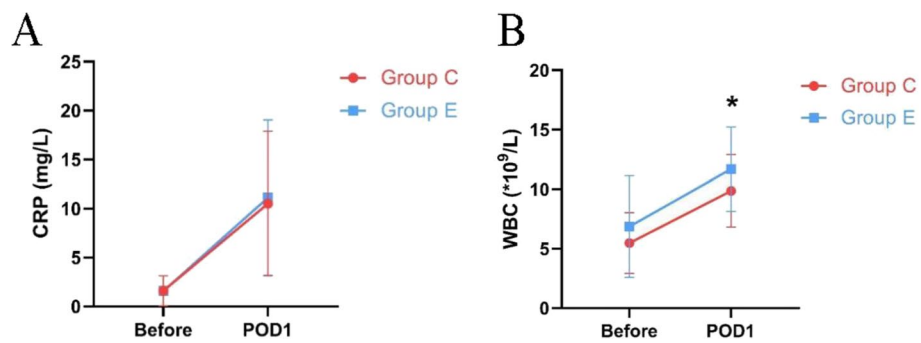 A
CRP (mg/L)
25
20
15
10
5
0
Before
POD1
Group C
Group E
B
WBC (*10⁹/L)
20
15
10
5
0
*
Before
POD1
Group C
Group E